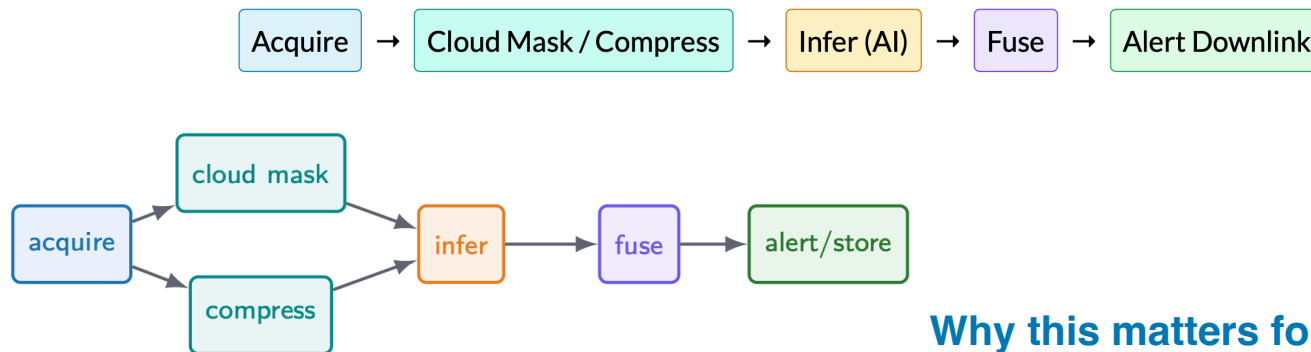 Acquire → Cloud Mask / Compress → Infer (AI) → Fuse → Alert Downlink
cloud mask
acquire infer fuse alert/store
compress
Why this matters fo